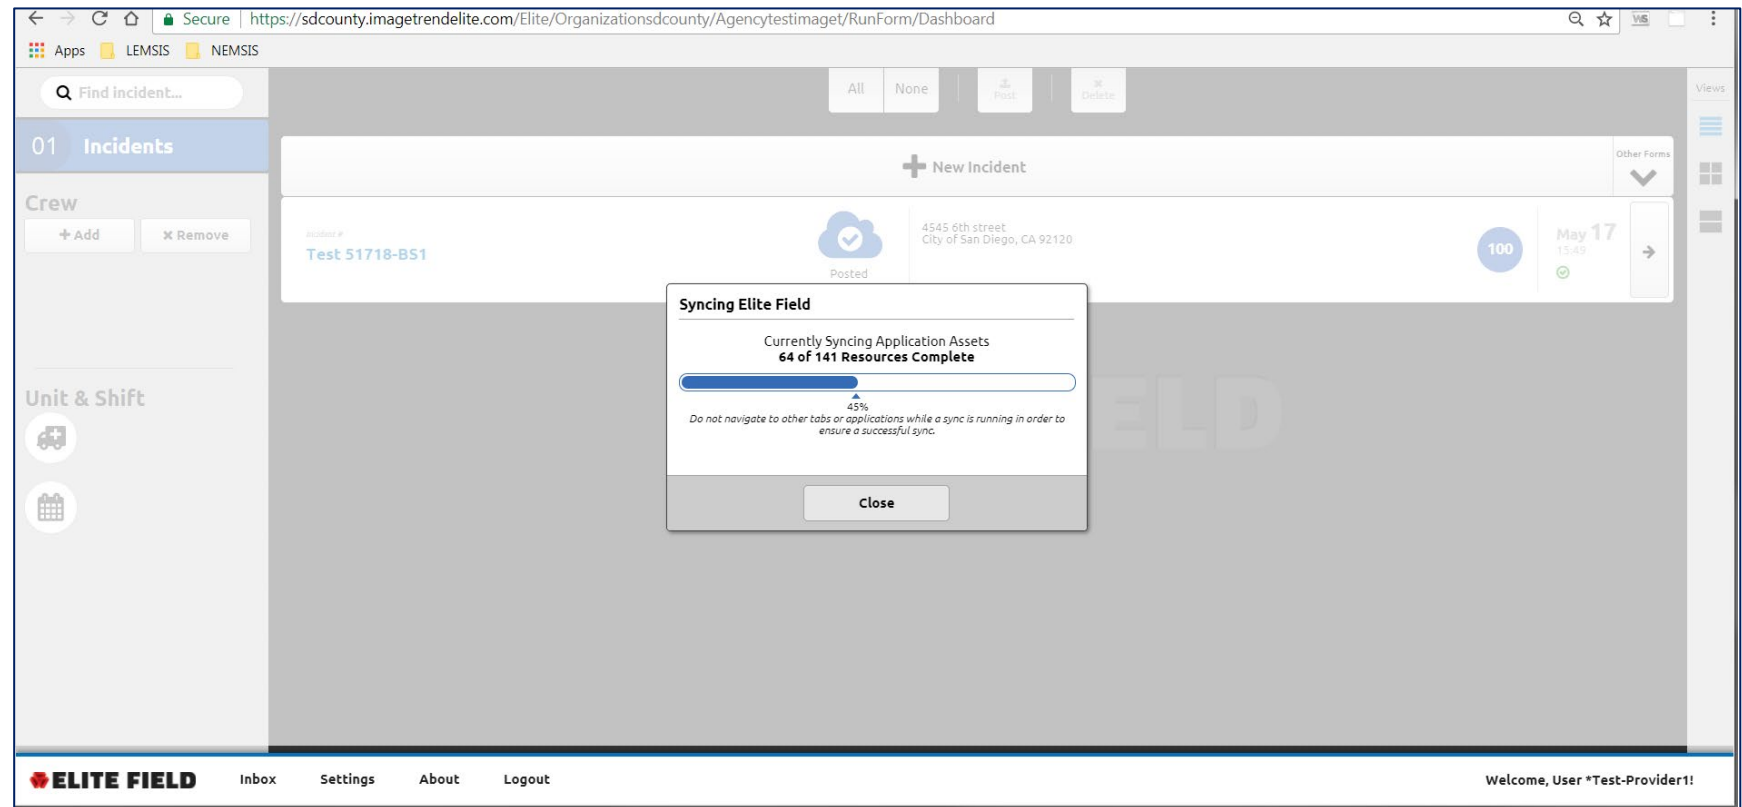 Secure https://sdcounty.imagetrendelite.com/Elite/Organizationsdcounty/Agencytestimaget/RunForm/Dashboard
Apps LEMSIS NEMSIS
Find incident...
All None Post Delete
Views
01 Incidents
New Incident
Other Forms
Crew
+ Add
× Remove
Test 51718-BS1
Posted
4545 6th street
City of San Diego, CA 92120
100
May 17
15:49
Syncing Elite Field
Currently Syncing Application Assets
64 of 141 Resources Complete
45%
Do not navigate to other tabs or applications while a sync is running in order to
ensure a successful sync.
Close
Unit & Shift
ELD
ELITE FIELD Inbox Settings About Logout
Welcome, User *Test-Provider1!